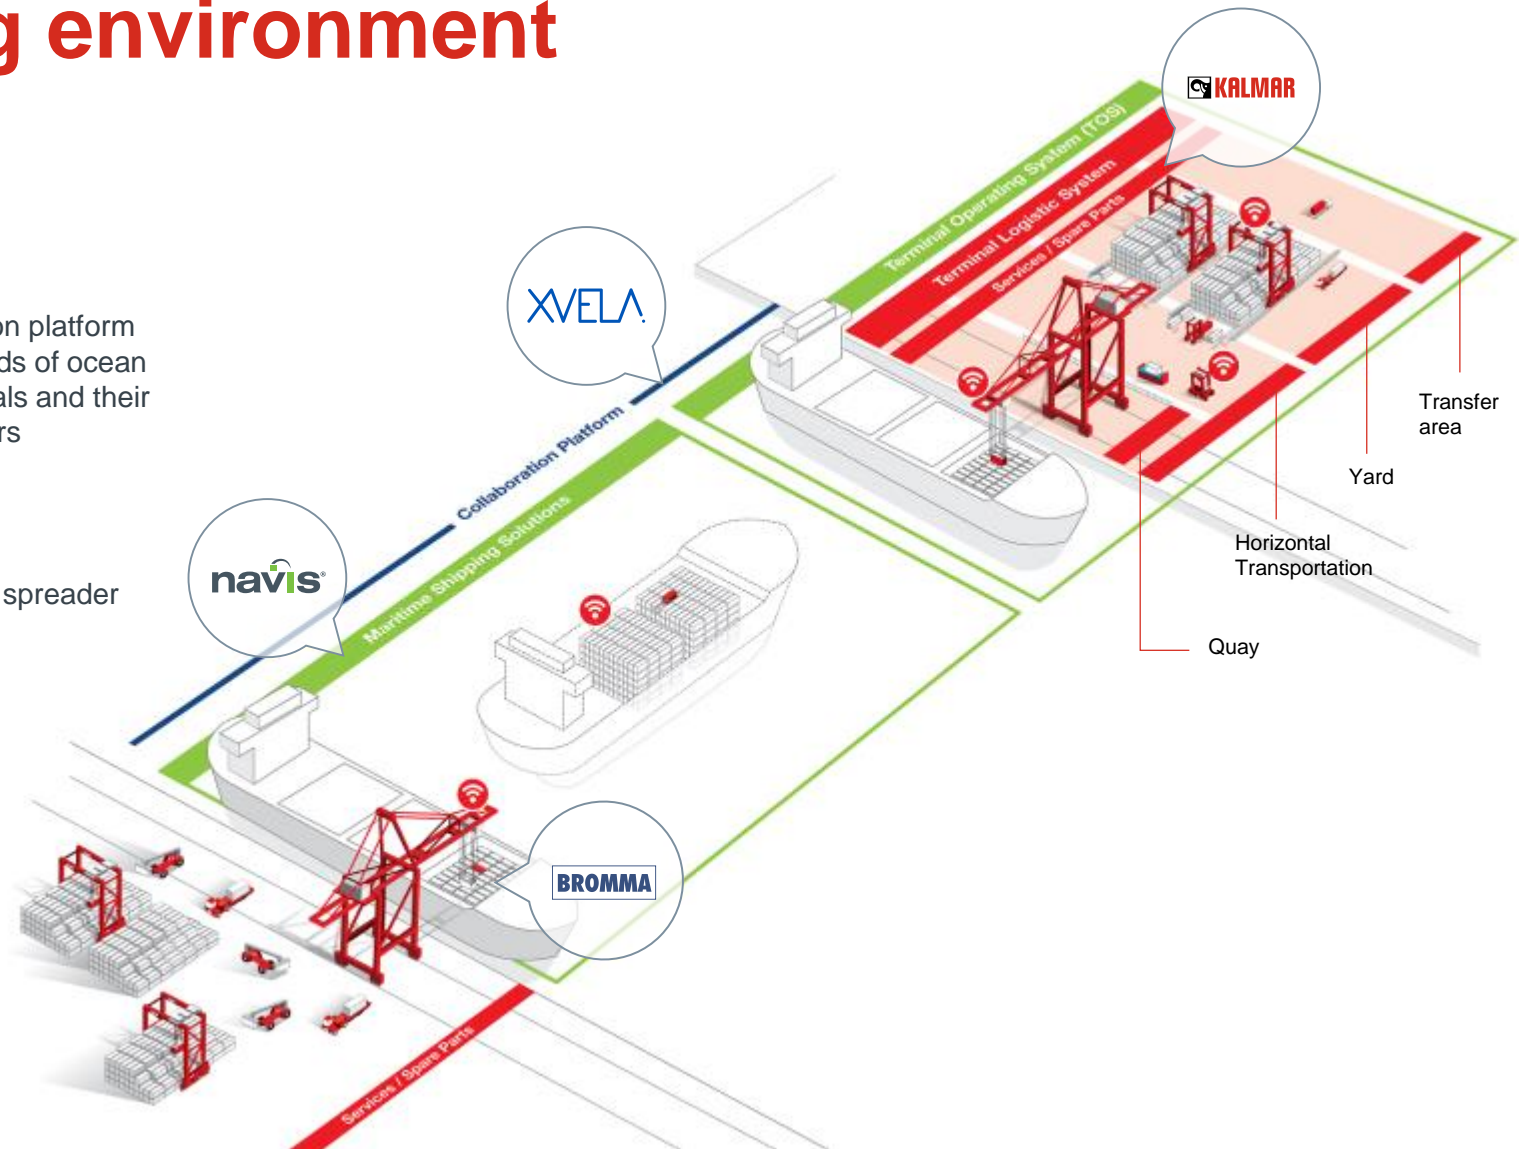 g environment
KALMAR
Terminal Operating System (TOS)
Terminal Logistic System
Services / Spare Parts
XVELA
on platform
ds of ocean
als and their
rs
Collaboration Platform
Transfer
area
Yard
Maritime Shipping Solutions
Horizontal
Transportation
navis
spreader
Quay
BROMMA
Services / Spare Parts